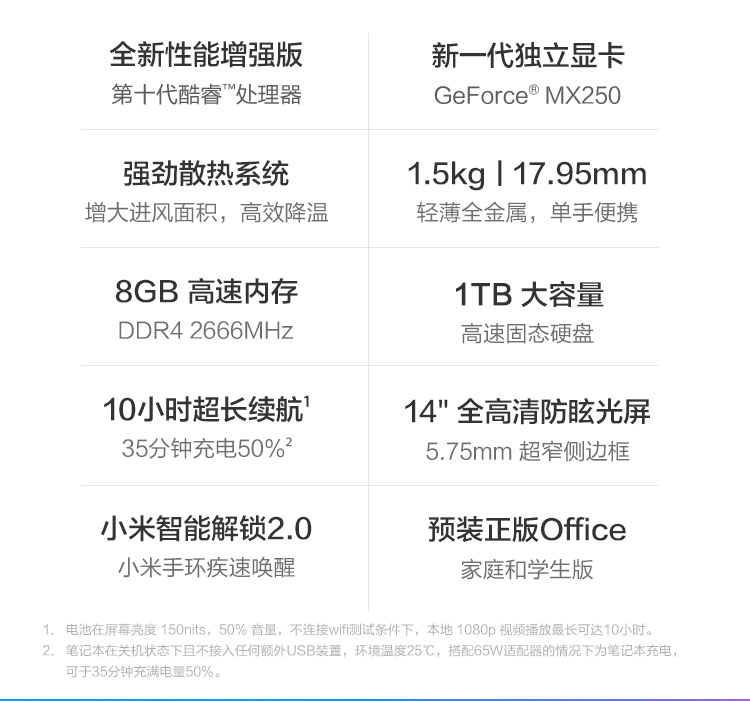 全新性能增强版
第十代酷睿™处理器
新一代独立显卡
GeForce® MX250
强劲散热系统
增大进风面积，高效降温
1.5kg | 17.95mm
轻薄全金属，单手便携
8GB 高速内存
DDR4 2666MHz
1TB 大容量
高速固态硬盘
10小时超长续航¹
35分钟充电50%²
14" 全高清防眩光屏
5.75mm 超窄侧边框
小米智能解锁2.0
小米手环疾速唤醒
预装正版Office
家庭和学生版
1. 电池在屏幕亮度 150nits，50% 音量，不连接wifi测试条件下，本地 1080p 视频播放最长可达10小时。
2. 笔记本在关机状态下且不接入任何额外USB装置，环境温度25℃，搭配65W适配器的情况下为笔记本充电，
可于35分钟充满电量50%。